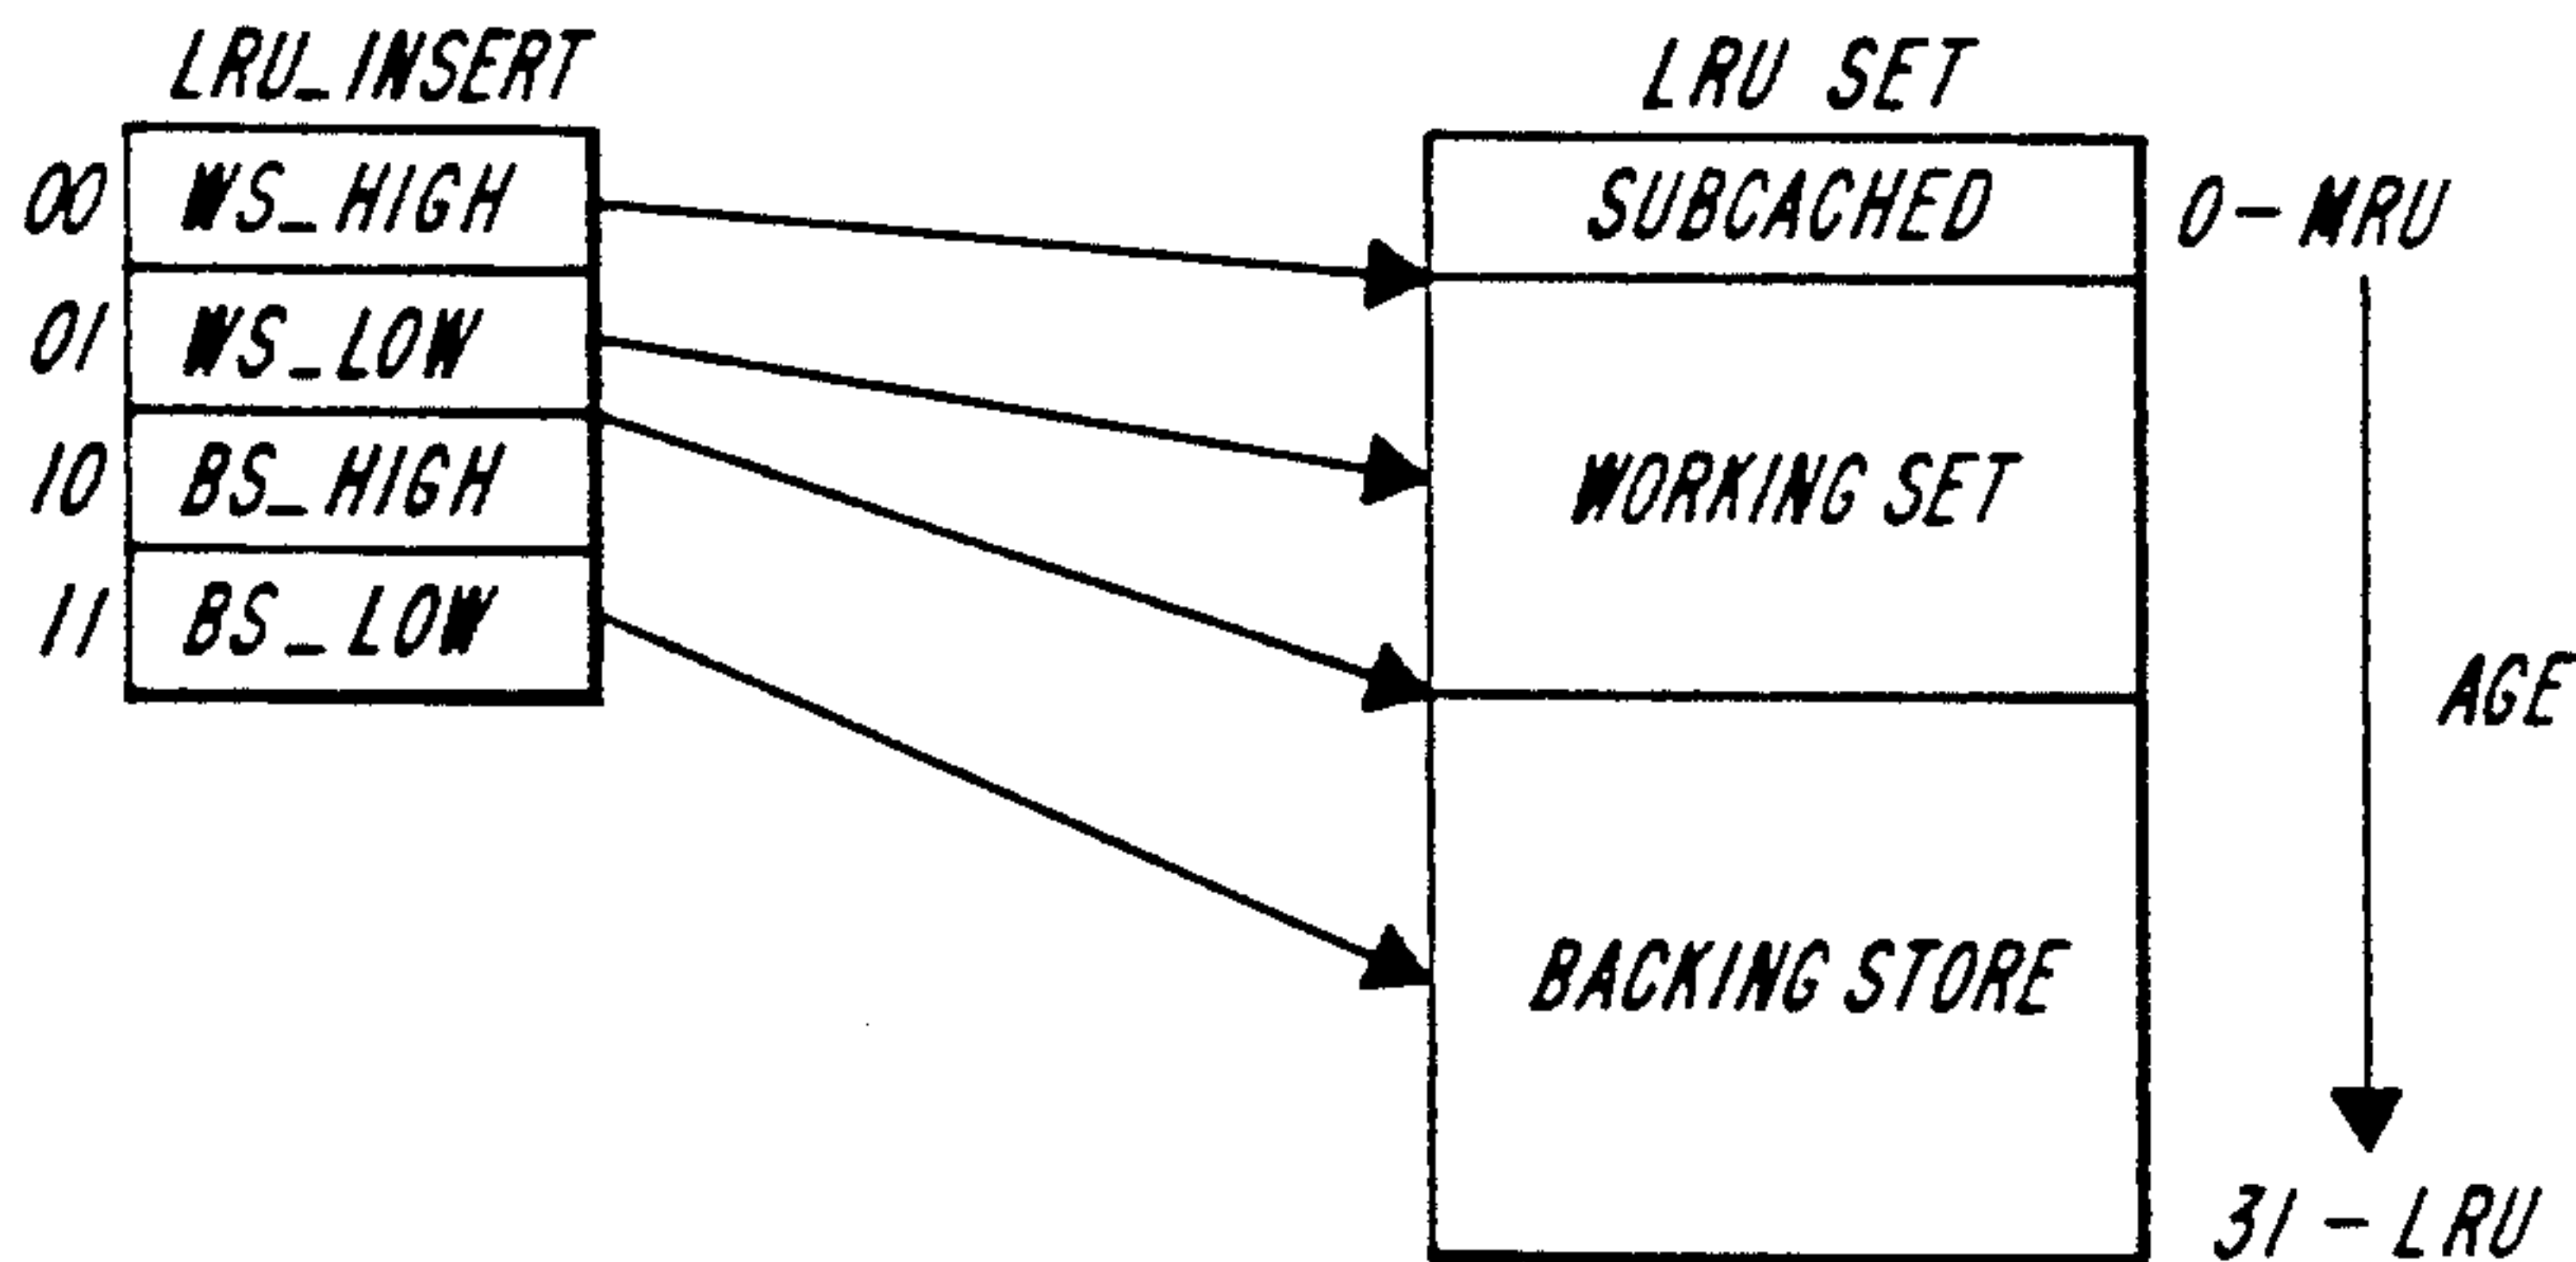 LRU_INSERT
00 WS_HIGH
01 WS_LOW
10 BS_HIGH
11 BS_LOW
LRU SET
SUBCACHED
WORKING SET
BACKING STORE
0-MRU
AGE
31-LRU